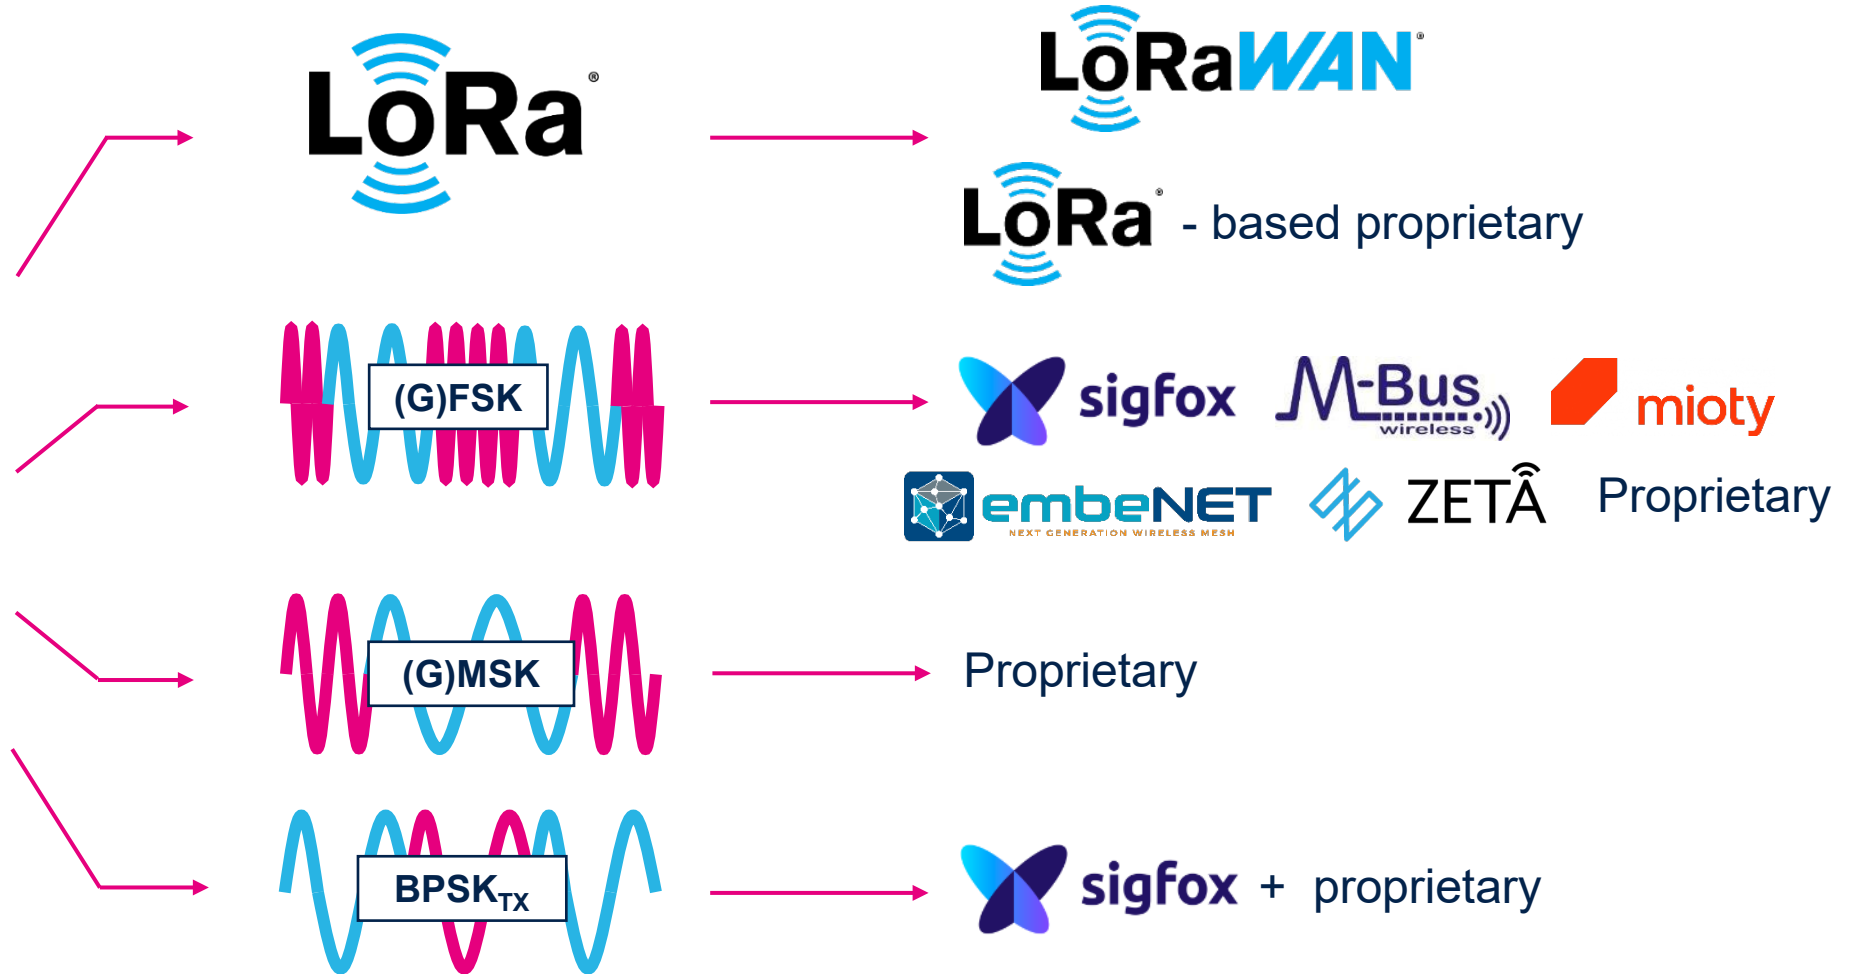 LoRa®
LoRaWAN®
LoRa® - based proprietary
(G)FSK
sigfox
M-Bus
wireless
mioty
embeNET
NEXT GENERATION WIRELESS MESH
ZETA
Proprietary
(G)MSK
Proprietary
BPSKTX
sigfox + proprietary